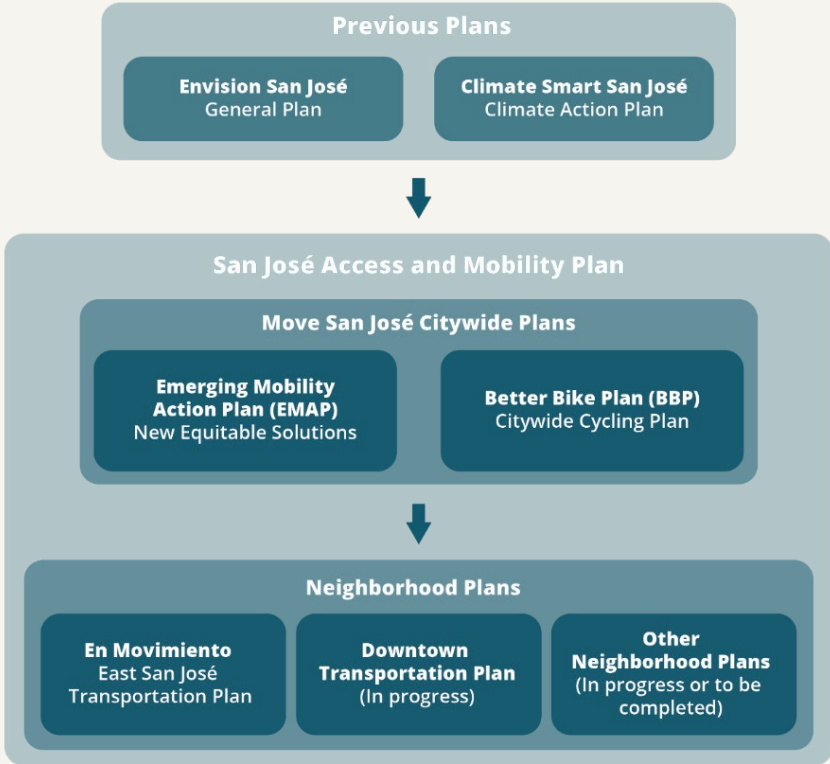 Previous Plans
Envision San José
General Plan
Climate Smart San José
Climate Action Plan
San José Access and Mobility Plan
Move San José Citywide Plans
Emerging Mobility
Action Plan (EMAP)
New Equitable Solutions
Better Bike Plan (BBP)
Citywide Cycling Plan
Neighborhood Plans
En Movimiento
East San José
Transportation Plan
Downtown
Transportation Plan
(In progress)
Other
Neighborhood Plans
(In progress or to be
completed)